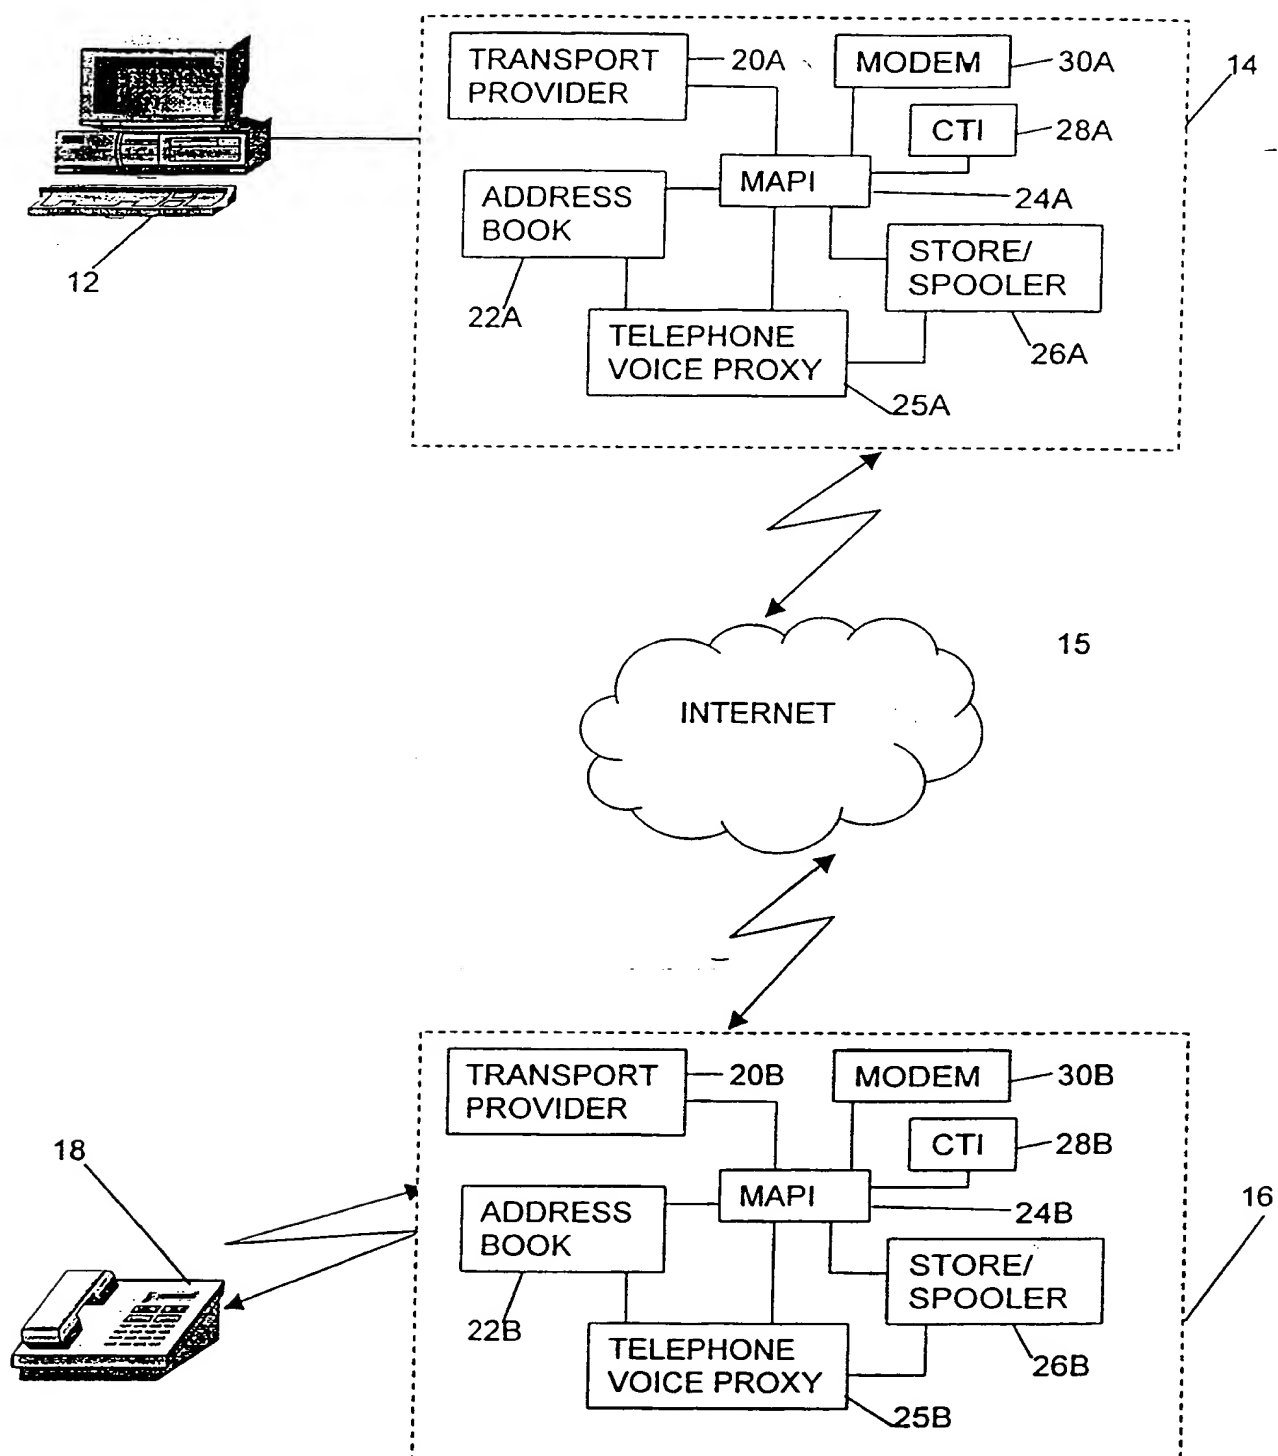 TRANSPORT
PROVIDER
20A
MODEM
30A
14
CTI
28A
MAPI
24A
ADDRESS
BOOK
12
22A
STORE/
SPOOLER
26A
TELEPHONE
VOICE PROXY
25A
15
INTERNET
TRANSPORT
PROVIDER
20B
MODEM
30B
CTI
28B
18
MAPI
24B
16
ADDRESS
BOOK
22B
STORE/
SPOOLER
26B
TELEPHONE
VOICE PROXY
25B